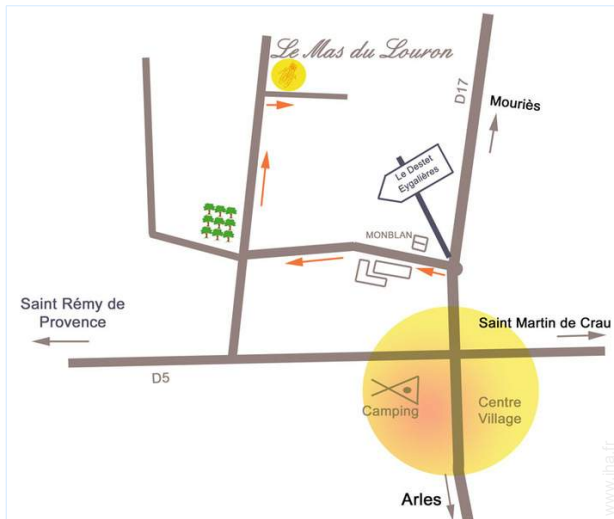 Le Mas du Louron
D17
Mouriès
Le Destet
Eygalières
MONBLAN
Saint Rémy de
Provence
Saint Martin de Crau
D5
Camping
Centre
Village
Arles
www.iha.fr